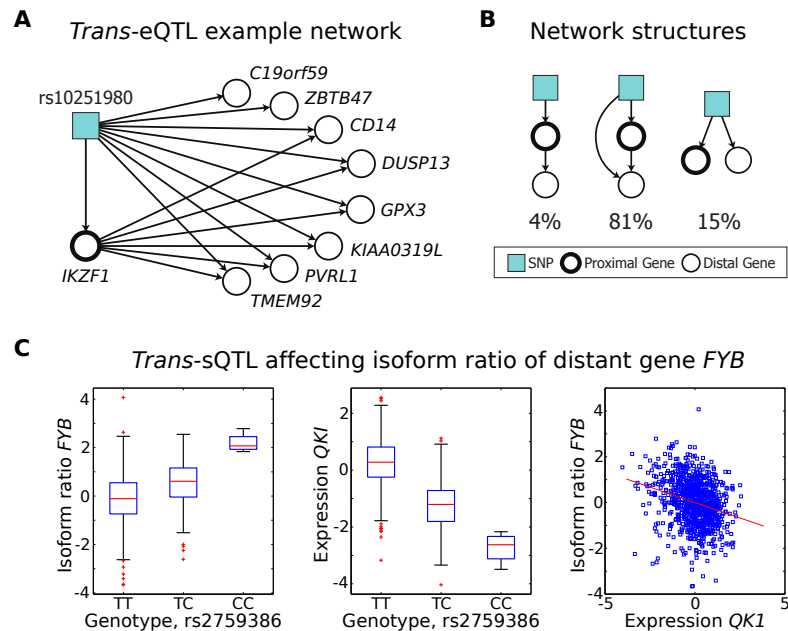 A
Trans-eQTL example network
rs10251980
C19orf59
ZBTB47
CD14
DUSP13
GPX3
KIAA0319L
PVRL1
TMEM92
IKZF1
B
Network structures
4%
81%
15%
SNP
Proximal Gene
Distal Gene
C
Trans-sQTL affecting isoform ratio of distant gene FYB
Isoform ratio FYB
4
2
0
-2
-4
TT
TC
CC
Genotype, rs2759386
Expression QKI
2
0
-2
-4
TT
TC
CC
Genotype, rs2759386
Isoform ratio FYB
4
2
0
-2
-4
-5
0
5
Expression QK1